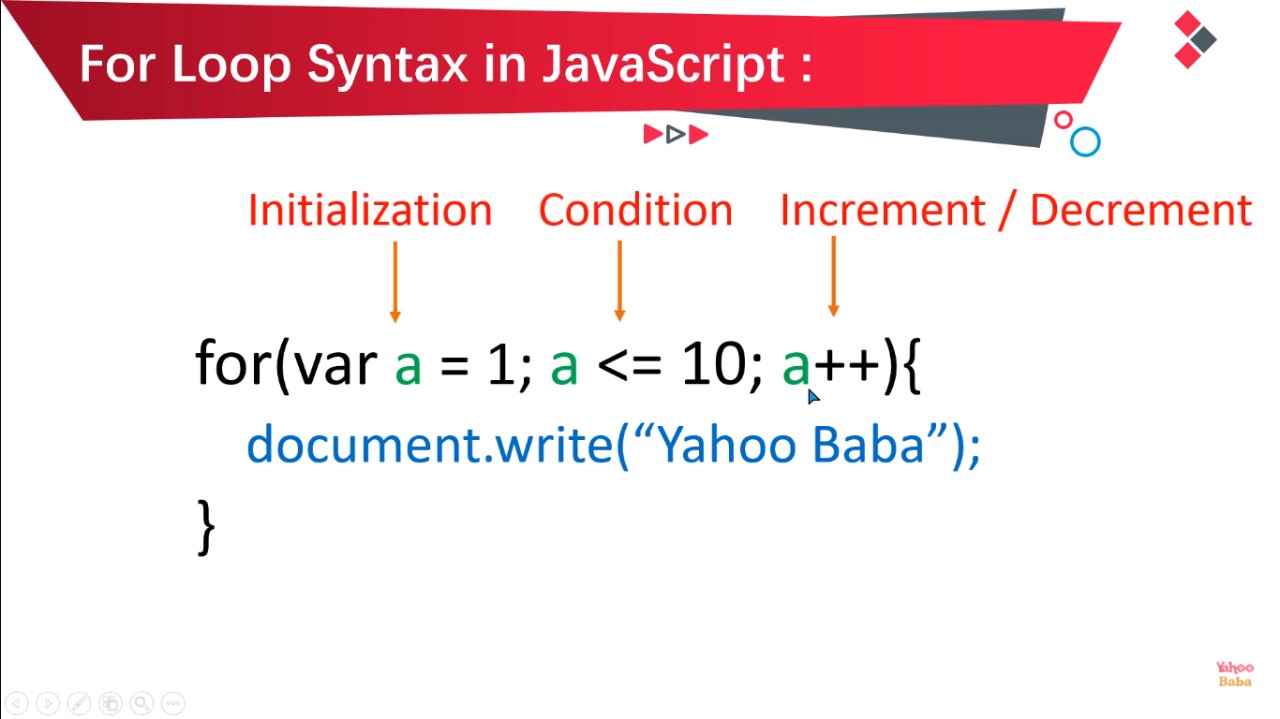 For Loop Syntax in JavaScript :
Initialization Condition Increment / Decrement
for(var a = 1; a <= 10; a++){
document.write(“Yahoo Baba”);
}
Yahoo
Baba